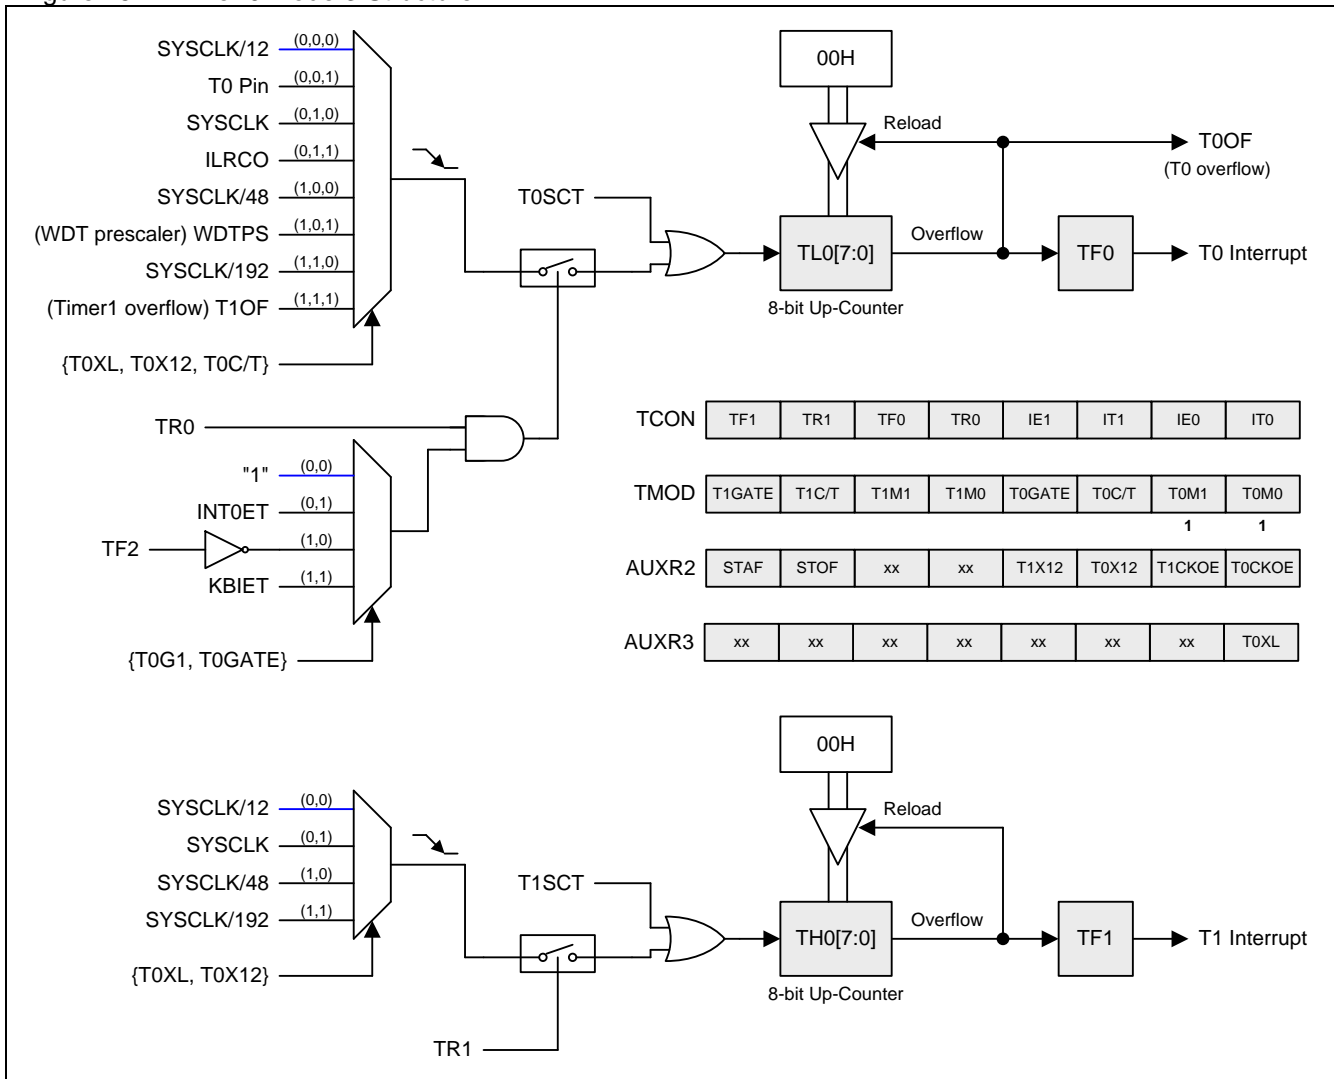 SYSCLK/12 (0,0,0)
T0 Pin (0,0,1)
SYSCLK (0,1,0)
ILRCO (0,1,1)
SYSCLK/48 (1,0,0)
(WDT prescaler) WDTPS (1,0,1)
SYSCLK/192 (1,1,0)
(Timer1 overflow) T1OF (1,1,1)
{T0XL, T0X12, T0C/T}
T0SCT
00H
Reload
TL0[7:0]
8-bit Up-Counter
Overflow
T0OF
(T0 overflow)
TF0
T0 Interrupt
TR0
"1" (0,0)
INT0ET (0,1)
TF2 (1,0)
KBIET (1,1)
{T0G1, T0GATE}
TCON TF1 TR1 TF0 TR0 IE1 IT1 IE0 IT0
TMOD T1GATE T1C/T T1M1 T1M0 T0GATE T0C/T T0M1 T0M0
1 1
AUXR2 STAF STOF xx xx T1X12 T0X12 T1CKOE T0CKOE
AUXR3 xx xx xx xx xx xx xx T0XL
SYSCLK/12 (0,0)
SYSCLK (0,1)
SYSCLK/48 (1,0)
SYSCLK/192 (1,1)
{T0XL, T0X12}
T1SCT
TR1
00H
Reload
TH0[7:0]
8-bit Up-Counter
Overflow
TF1
T1 Interrupt